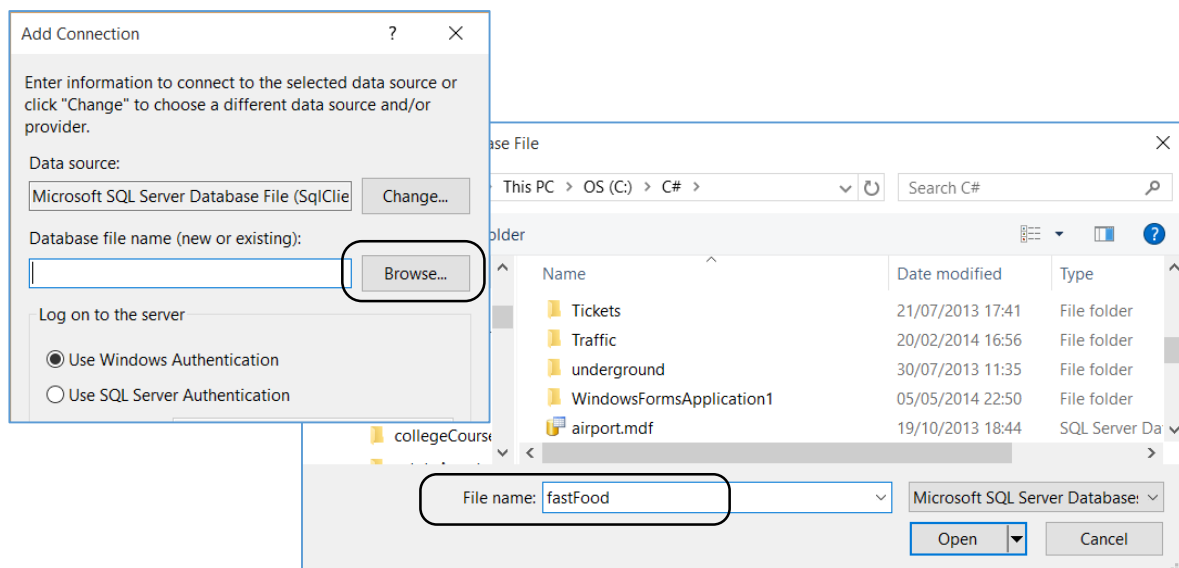 Add Connection
?
Enter information to connect to the selected data source or
click "Change" to choose a different data source and/or
provider.
Data source:
Microsoft SQL Server Database File (SqlClie
Change...
Database file name (new or existing):
Browse...
Log on to the server
Use Windows Authentication
Use SQL Server Authentication
ase File
This PC > OS (C:) > C# >
Search C#
older
?
Name Date modified Type
Tickets 21/07/2013 17:41 File folder
Traffic 20/02/2014 16:56 File folder
underground 30/07/2013 11:35 File folder
WindowsFormsApplication1 05/05/2014 22:50 File folder
airport.mdf 19/10/2013 18:44 SQL Server Da
collegeCourse
File name: fastFood
Microsoft SQL Server Database
Open
Cancel